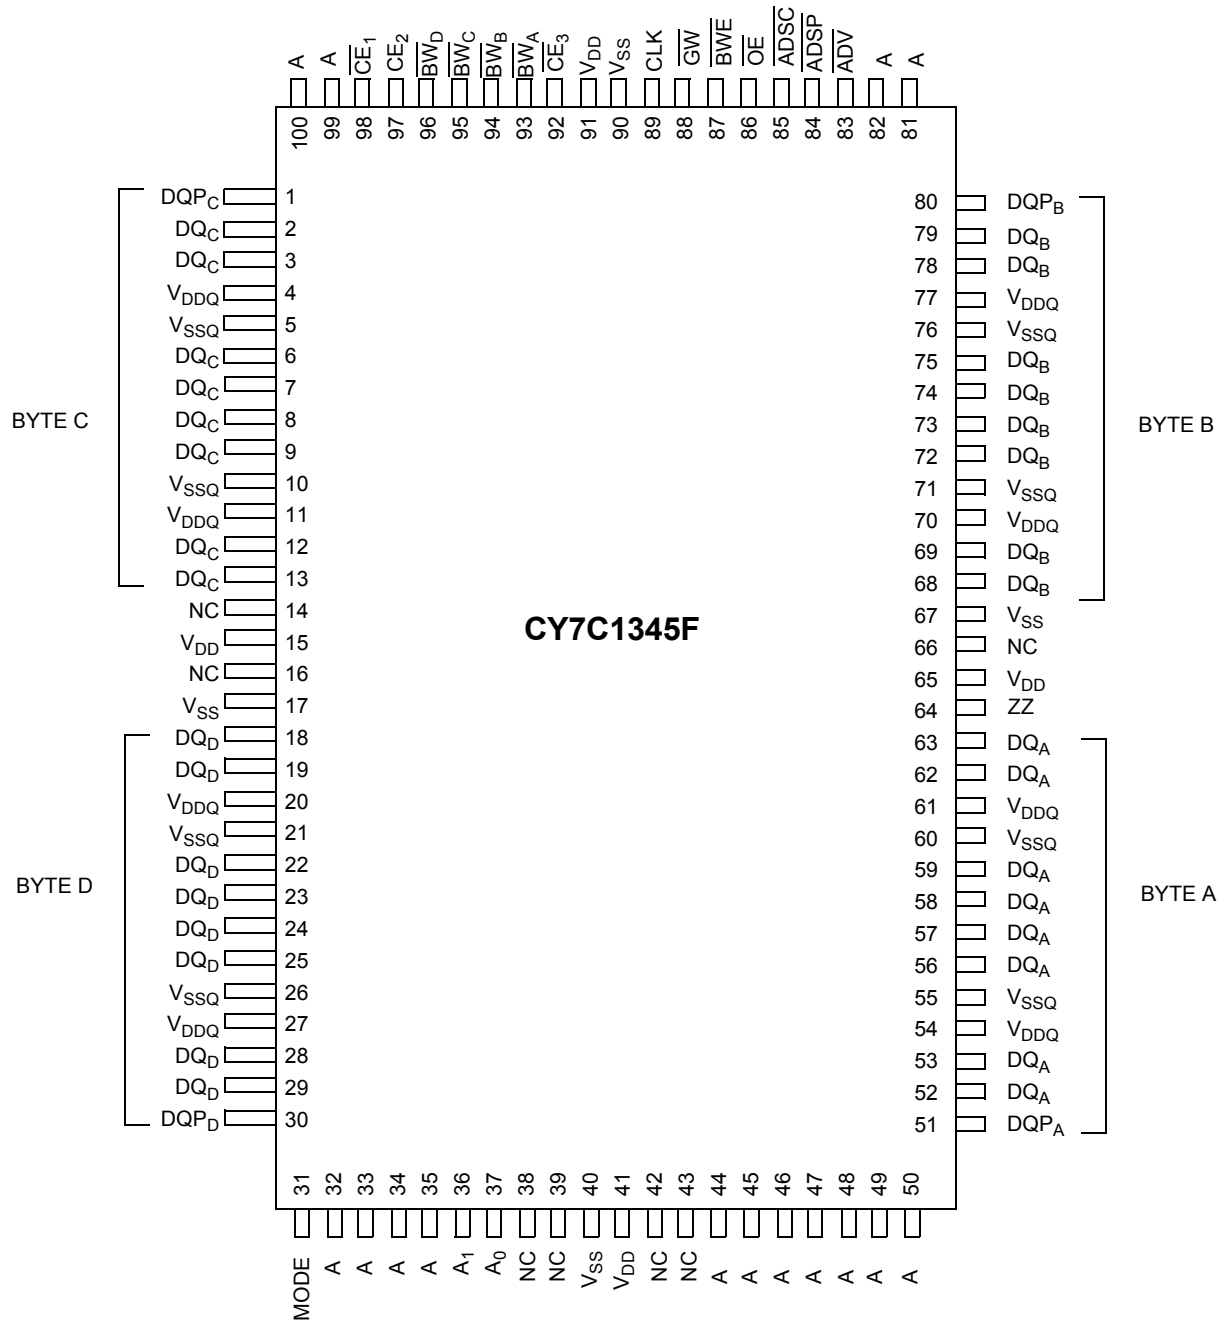 A A CE1 CE2 BWD BWC BWB BWA CE3 VDD VSS CLK GW BWE OE ADSC ADSP ADV A A
100 99 98 97 96 95 94 93 92 91 90 89 88 87 86 85 84 83 82 81
DQPC 1
DQC 2
DQC 3
VDDQ 4
VSSQ 5
DQC 6
DQC 7
DQC 8
DQC 9
VSSQ 10
VDDQ 11
DQC 12
DQC 13
BYTE C
NC 14
VDD 15
NC 16
VSS 17
DQD 18
DQD 19
VDDQ 20
VSSQ 21
DQD 22
DQD 23
DQD 24
DQD 25
VSSQ 26
VDDQ 27
DQD 28
DQD 29
DQPD 30
BYTE D
CY7C1345F
80 DQPB
79 DQB
78 DQB
77 VDDQ
76 VSSQ
75 DQB
74 DQB
73 DQB
72 DQB
71 VSSQ
70 VDDQ
69 DQB
68 DQB
BYTE B
67 VSS
66 NC
65 VDD
64 ZZ
63 DQA
62 DQA
61 VDDQ
60 VSSQ
59 DQA
58 DQA
57 DQA
56 DQA
55 VSSQ
54 VDDQ
53 DQA
52 DQA
51 DQPA
BYTE A
31 32 33 34 35 36 37 38 39 40 41 42 43 44 45 46 47 48 49 50
MODE A A A A A1 A0 NC NC VSS VDD NC NC A A A A A A A